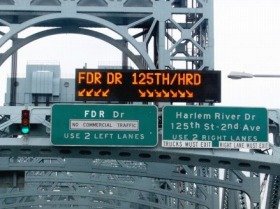 FDR DR 125TH/HRD
FDR Dr
NO COMMERCIAL TRAFFIC
USE 2 LEFT LANES
Harlem River Dr
125th St-2nd Ave
USE 2 RIGHT LANES
TRUCKS MUST EXIT
RIGHT LANE MUST EXIT